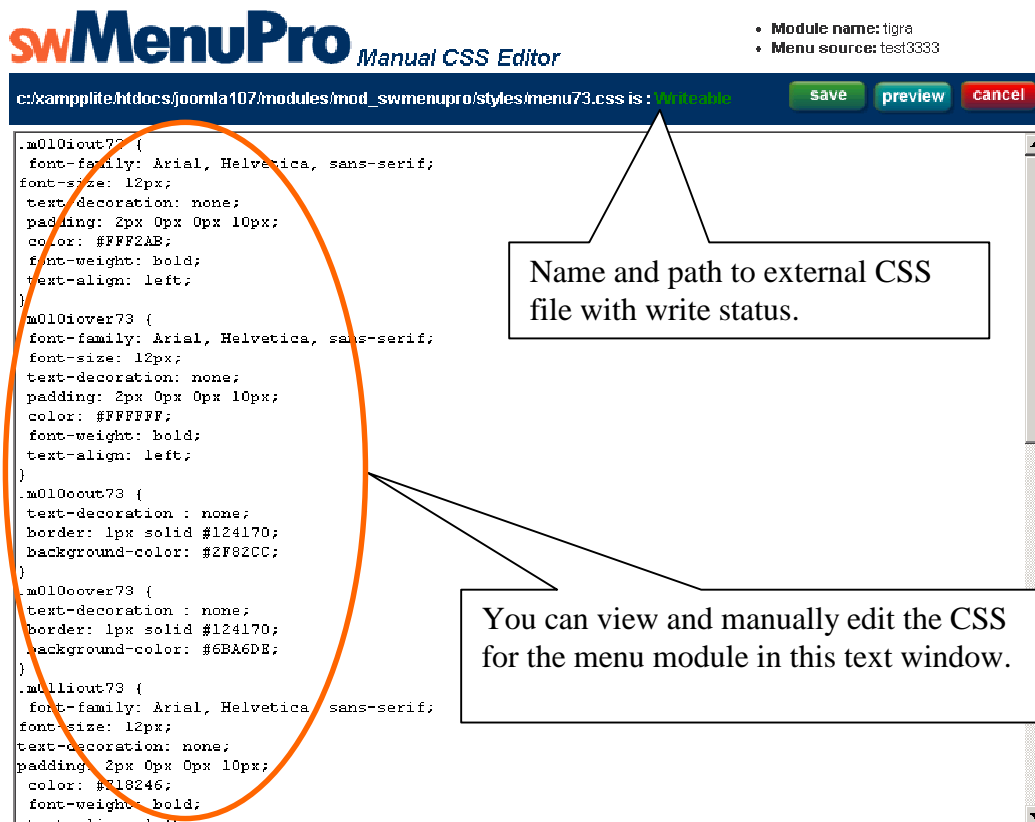 swMenuPro Manual CSS Editor
• Module name: tigra
• Menu source: test3333
c:/xampplite/htdocs/joomla107/modules/mod_swmenupro/styles/menu73.css is : Writeable
save preview cancel
.m010iout73 {
font-family: Arial, Helvetica, sans-serif;
font-size: 12px;
text-decoration: none;
padding: 2px 0px 0px 10px;
color: #FFF2AB;
font-weight: bold;
text-align: left;
}
.m010iover73 {
font-family: Arial, Helvetica, sans-serif;
font-size: 12px;
text-decoration: none;
padding: 2px 0px 0px 10px;
color: #FFFFFF;
font-weight: bold;
text-align: left;
}
.m010oout73 {
text-decoration : none;
border: 1px solid #124170;
background-color: #2F82CC;
}
.m010oover73 {
text-decoration : none;
border: 1px solid #124170;
background-color: #6BA6DE;
}
.m011iout73 {
font-family: Arial, Helvetica, sans-serif;
font-size: 12px;
text-decoration: none;
padding: 2px 0px 0px 10px;
color: #18246;
font-weight: bold;
Name and path to external CSS
file with write status.
You can view and manually edit the CSS
for the menu module in this text window.